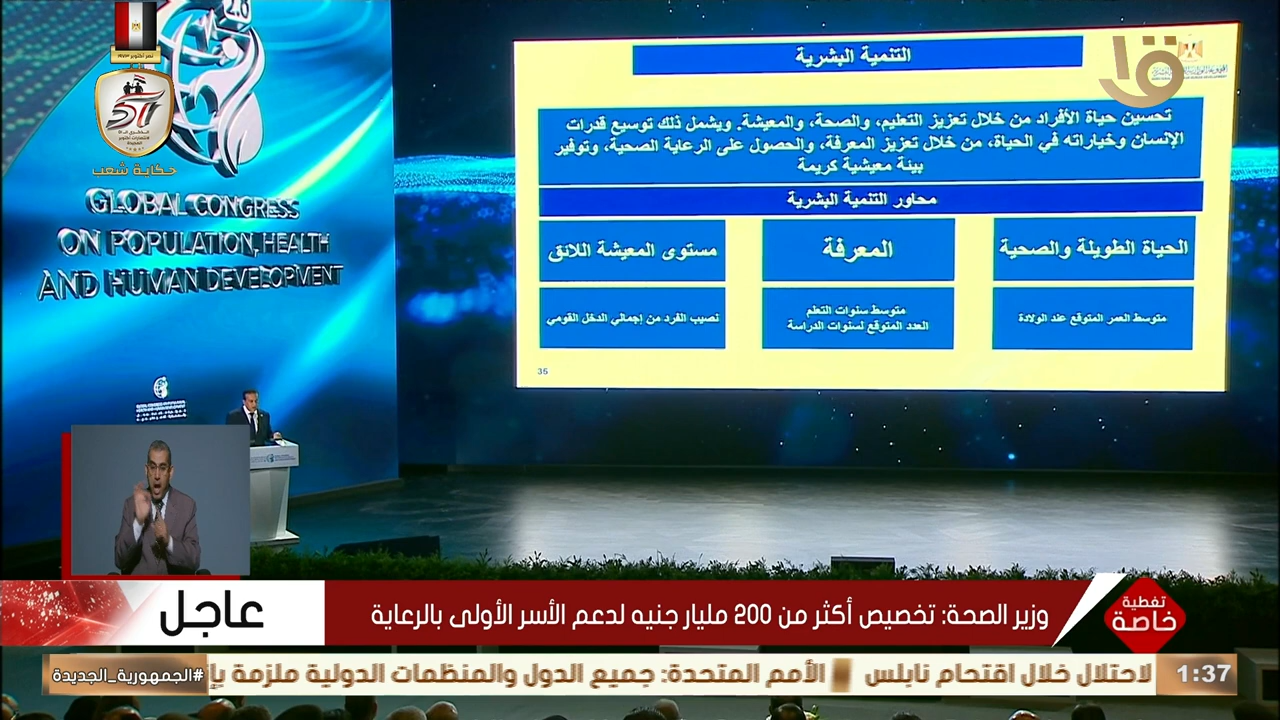 2.0
نصر أكتوبر ١٩٧٣
حكاية شعب
GLOBAL CONGRESS
ON POPULATION, HEALTH
AND HUMAN DEVELOPMENT
التنمية البشرية
تحسين حياة الأفراد من خلال تعزيز التعليم، والصحة، والمعيشة. ويشمل ذلك توسيع قدرات
الإنسان وخياراته في الحياة، من خلال تعزيز المعرفة، والحصول على الرعاية الصحية، وتوفير
بيئة معيشية كريمة
محاور التنمية البشرية
الحياة الطويلة والصحية
المعرفة
مستوى المعيشة اللائق
متوسط العمر المتوقع عند الولادة
متوسط سنوات التعلم
العدد المتوقع لسنوات الدراسة
نصيب الفرد من إجمالي الدخل القومي
35
تغطية
خاصة
وزير الصحة: تخصيص أكثر من 200 مليار جنيه لدعم الأسر الأولى بالرعاية
عاجل
1:37
لاحتلال خلال اقتحام نابلس
الأمم المتحدة: جميع الدول والمنظمات الدولية ملزمة
#الجمهورية_الجديدة